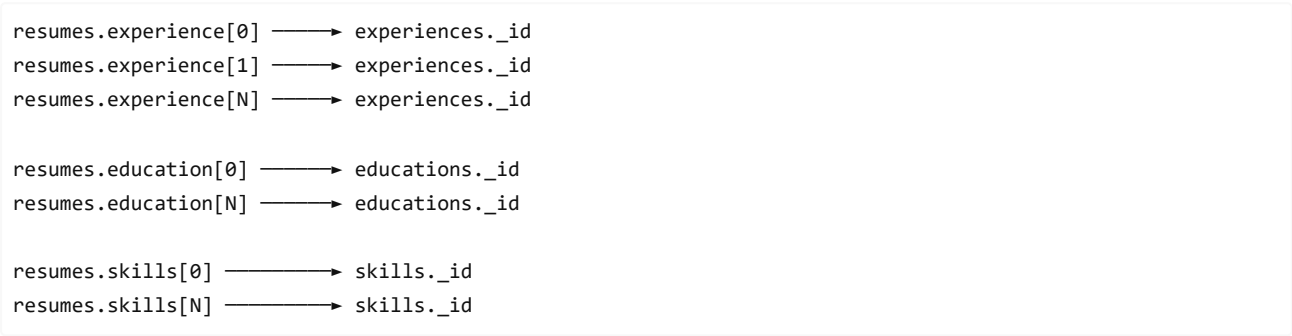 resumes.experience[0] ─────► experiences._id
resumes.experience[1] ─────► experiences._id
resumes.experience[N] ─────► experiences._id
resumes.education[0] ──────► educations._id
resumes.education[N] ──────► educations._id
resumes.skills[0] ─────────► skills._id
resumes.skills[N] ─────────► skills._id